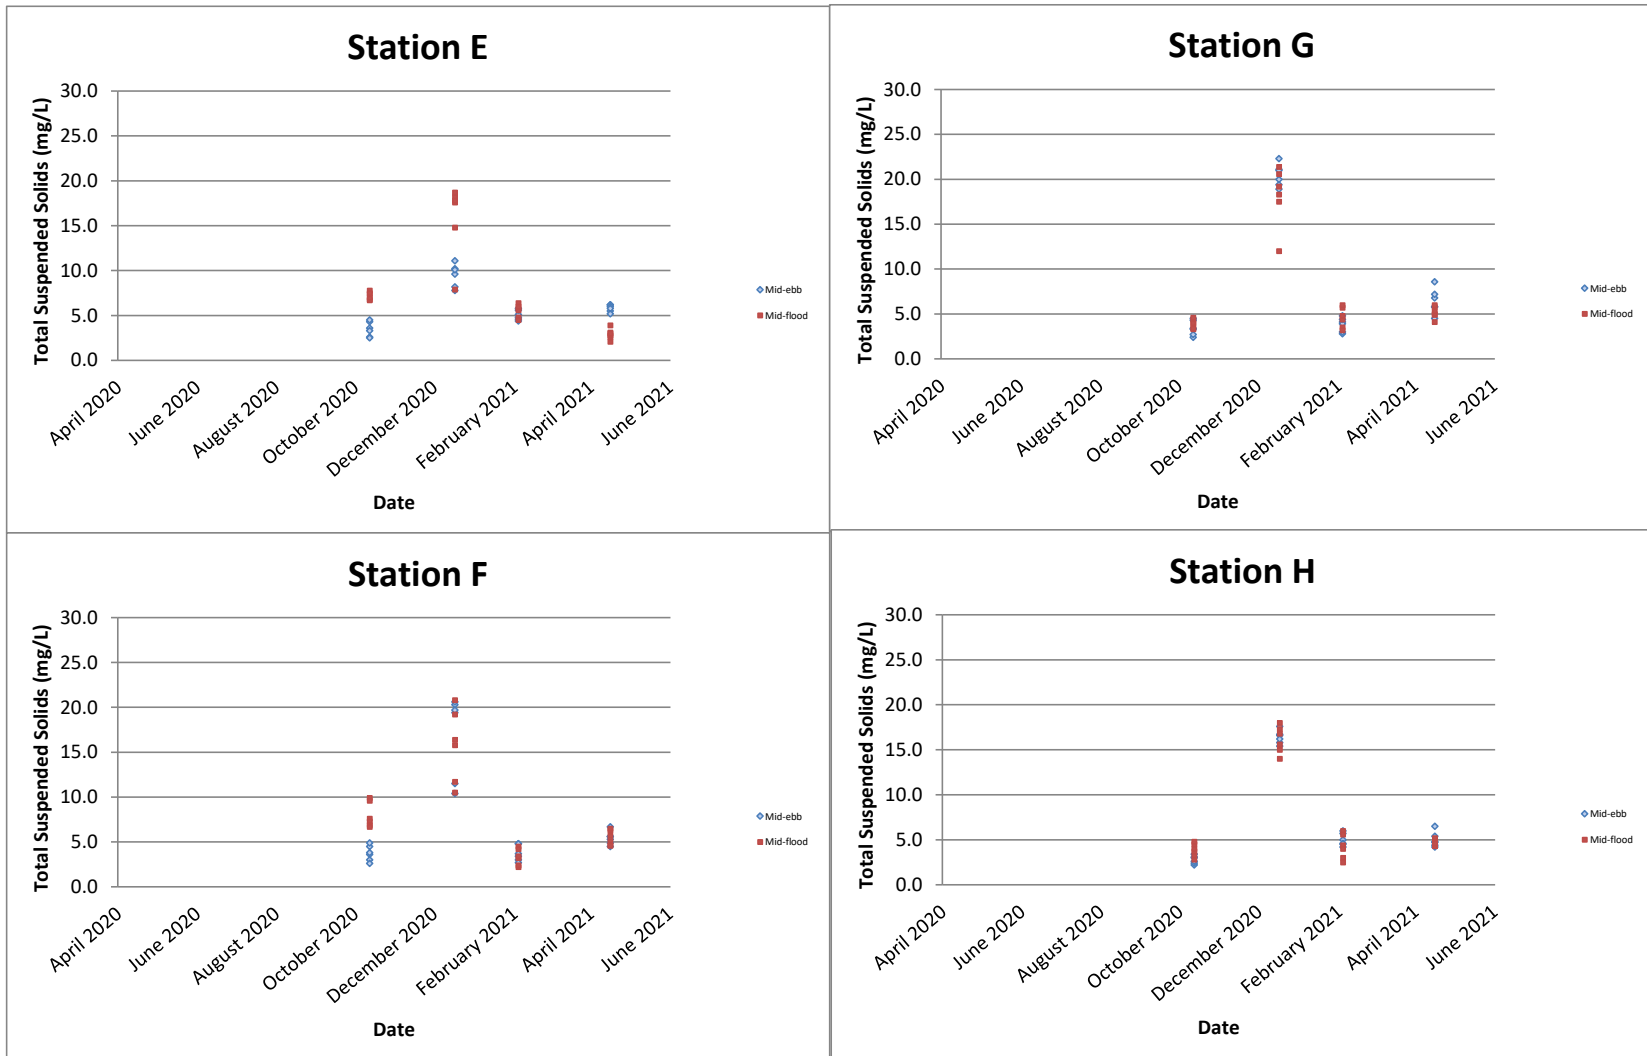 Station E
Total Suspended Solids (mg/L)
30.0
25.0
20.0
15.0
10.0
5.0
0.0
April 2020
June 2020
August 2020
October 2020
December 2020
February 2021
April 2021
June 2021
Date
Mid-ebb
Mid-flood
Station G
Total Suspended Solids (mg/L)
30.0
25.0
20.0
15.0
10.0
5.0
0.0
April 2020
June 2020
August 2020
October 2020
December 2020
February 2021
April 2021
June 2021
Date
Mid-ebb
Mid-flood
Station F
Total Suspended Solids (mg/L)
30.0
25.0
20.0
15.0
10.0
5.0
0.0
April 2020
June 2020
August 2020
October 2020
December 2020
February 2021
April 2021
June 2021
Date
Mid-ebb
Mid-flood
Station H
Total Suspended Solids (mg/L)
30.0
25.0
20.0
15.0
10.0
5.0
0.0
April 2020
June 2020
August 2020
October 2020
December 2020
February 2021
April 2021
June 2021
Date
Mid-ebb
Mid-flood